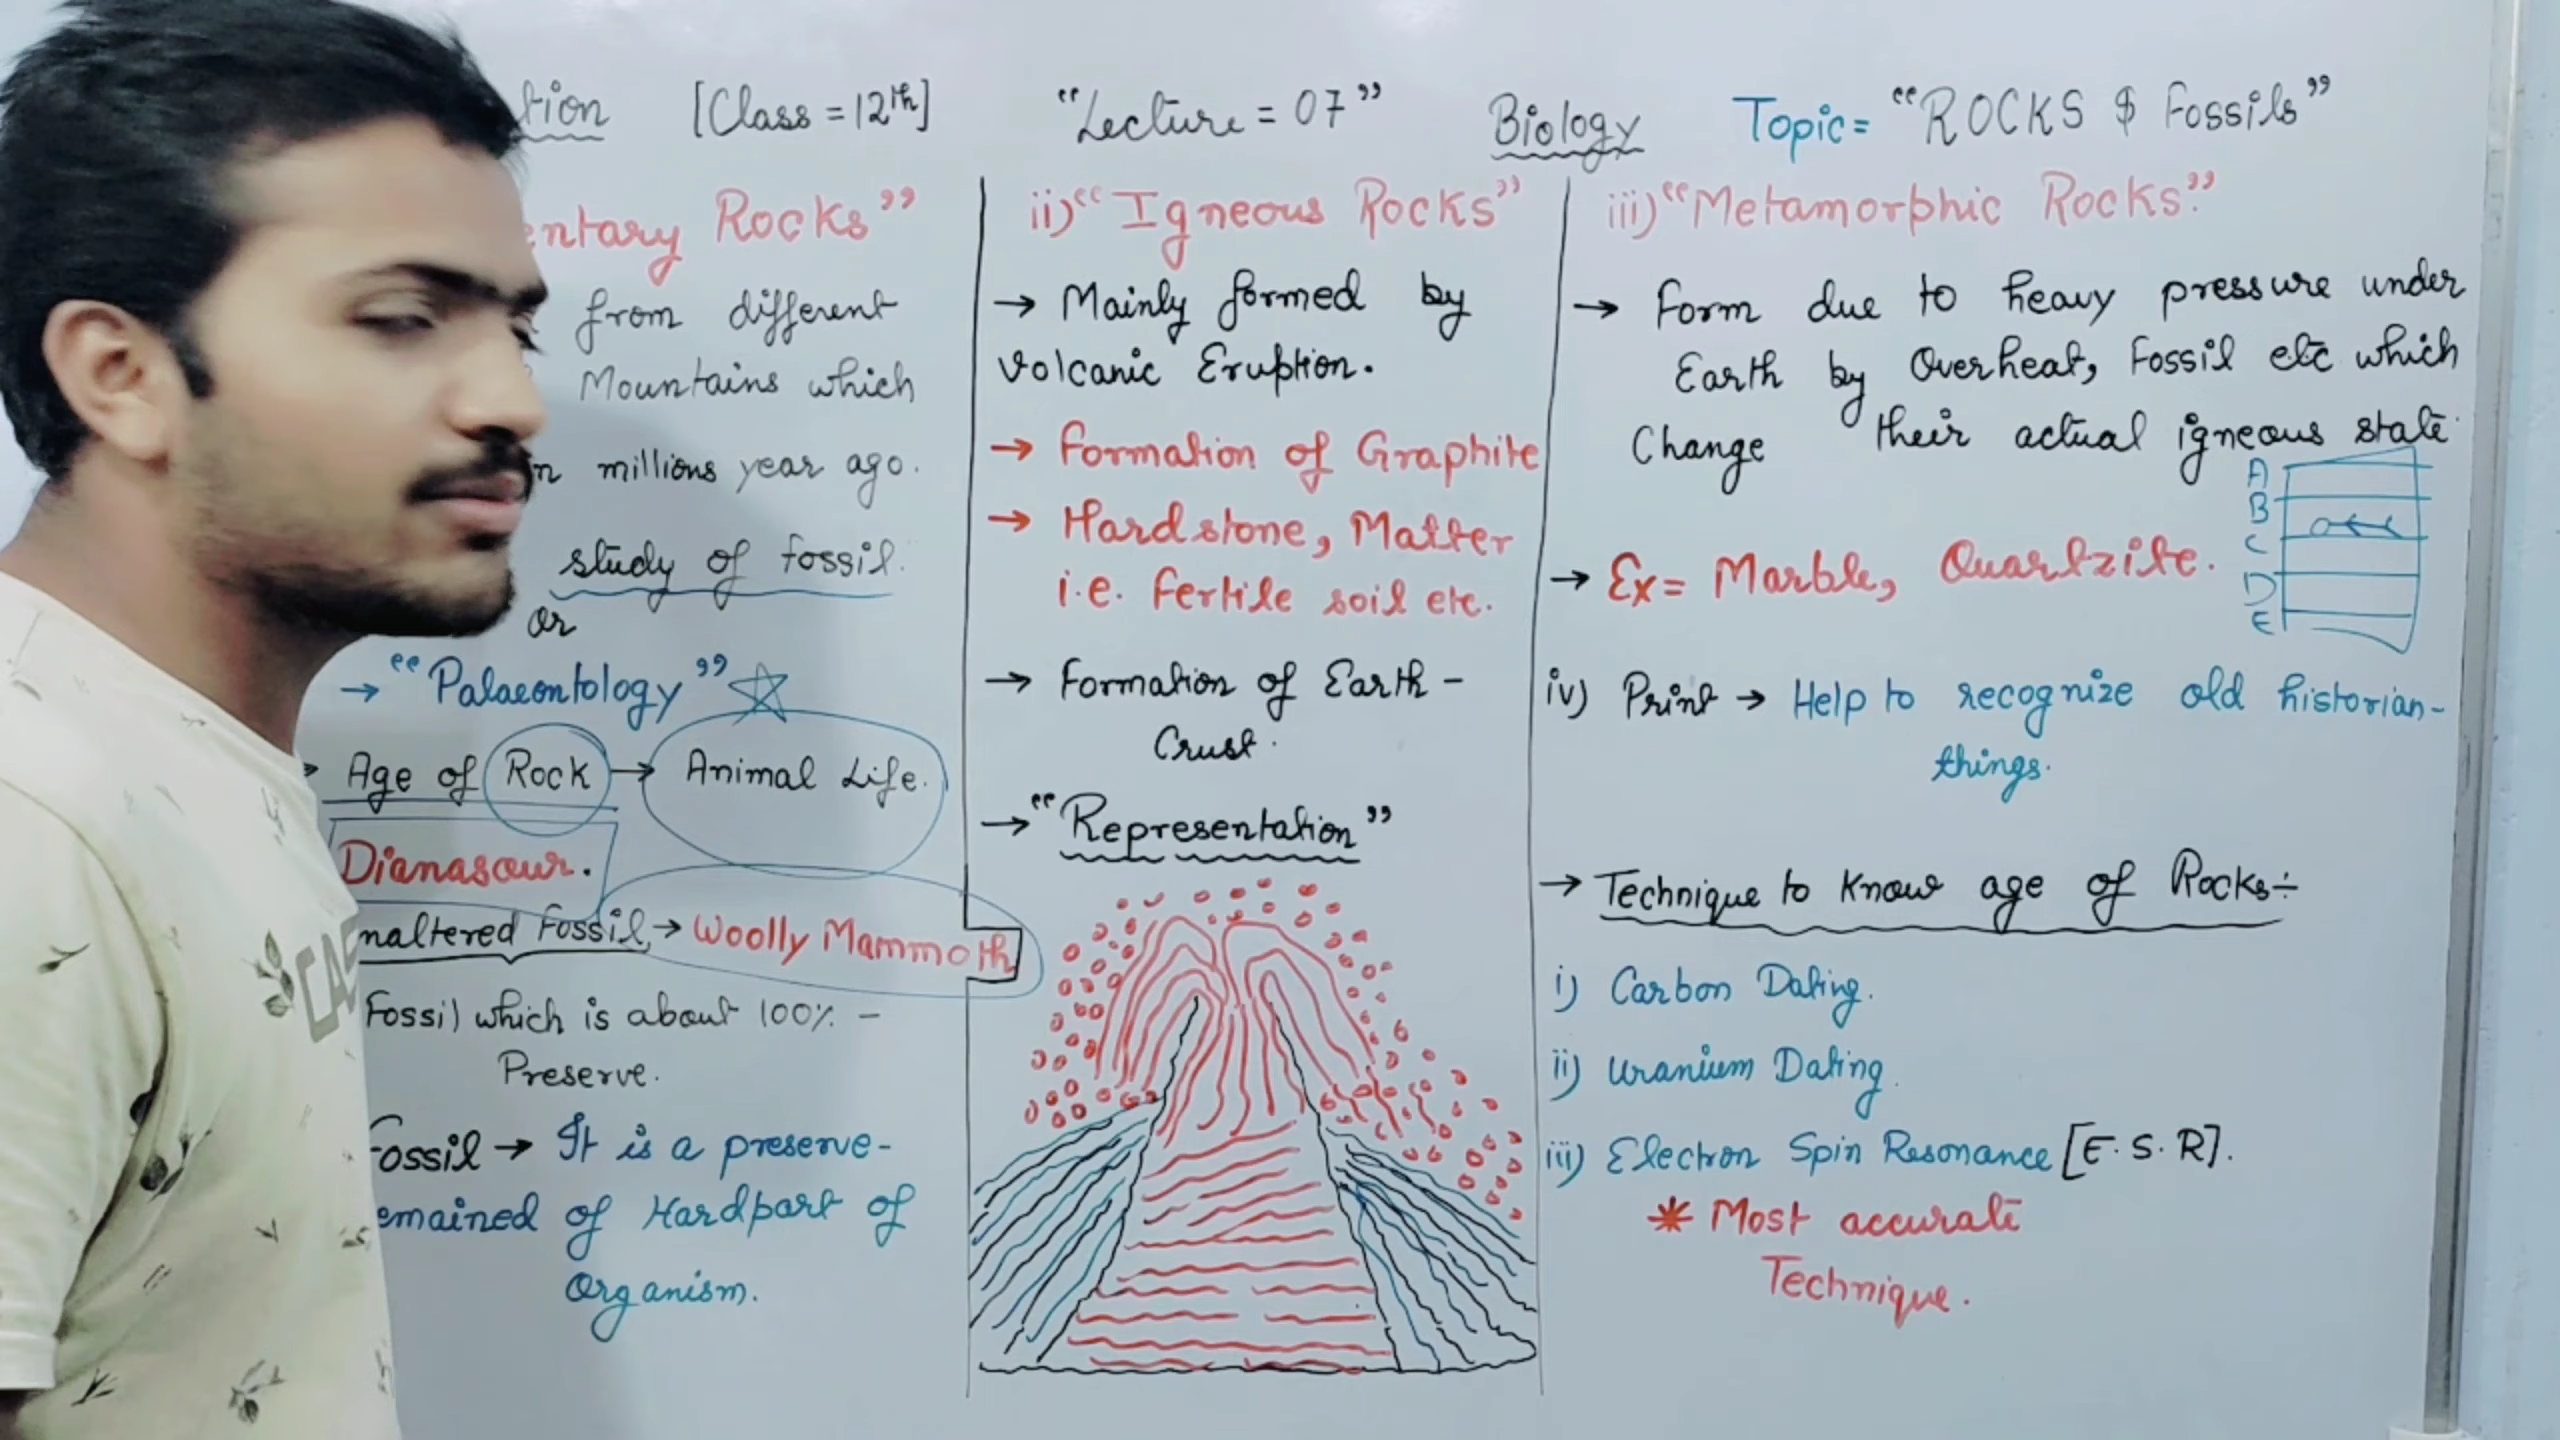 tion [Class = 12th] "Lecture = 07" Biology Topic = "ROCKS $ Fossils"
entary Rocks"
from different
Mountains which
n millions year ago.
study of fossil.
or
→ "Palaeontology"
Age of Rock → Animal Life.
Dianasour.
naltered Fossil → Woolly Mammoth
Fossil which is about 100% -
Preserve.
Fossil → It is a preserve-
emained of Hardpart of
Organism.
ii) "Igneous Rocks"
→ Mainly formed by
Volcanic Eruption.
→ Formation of Graphite
→ Hardstone, Matter
i.e. fertile soil etc.
→ Formation of Earth -
Crust.
→ "Representation"
iii) "Metamorphic Rocks."
→ Form due to heavy pressure under
Earth by Overheat, Fossil etc which
Change their actual igneous state.
A
B
C
D
E
→ Ex = Marble, Quartzite.
iv) Print → Help to recognize old historian-
things.
→ Technique to Know age of Rocks÷
i) Carbon Dating.
ii) Uranium Dating.
iii) Electron Spin Resonance [E.S.R].
* Most accurate
Technique.